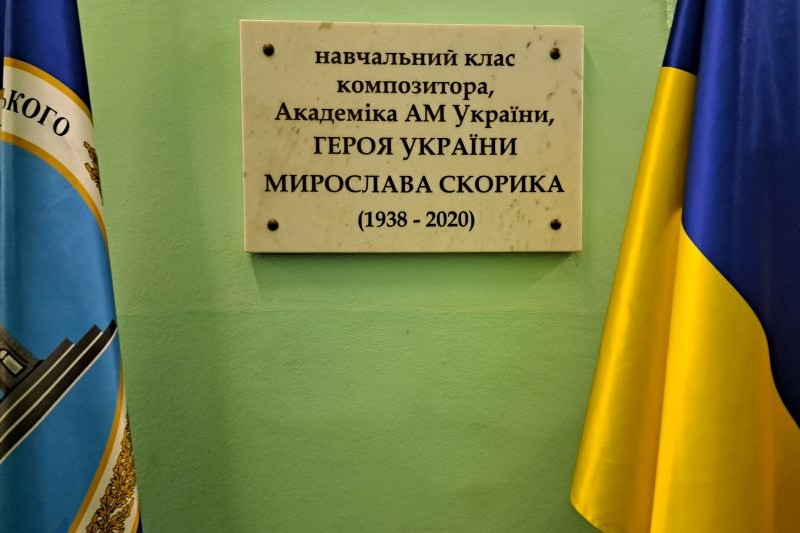 навчальний клас
композитора,
Академіка АМ України,
ГЕРОЯ УКРАЇНИ
МИРОСЛАВА СКОРИКА
(1938 - 2020)